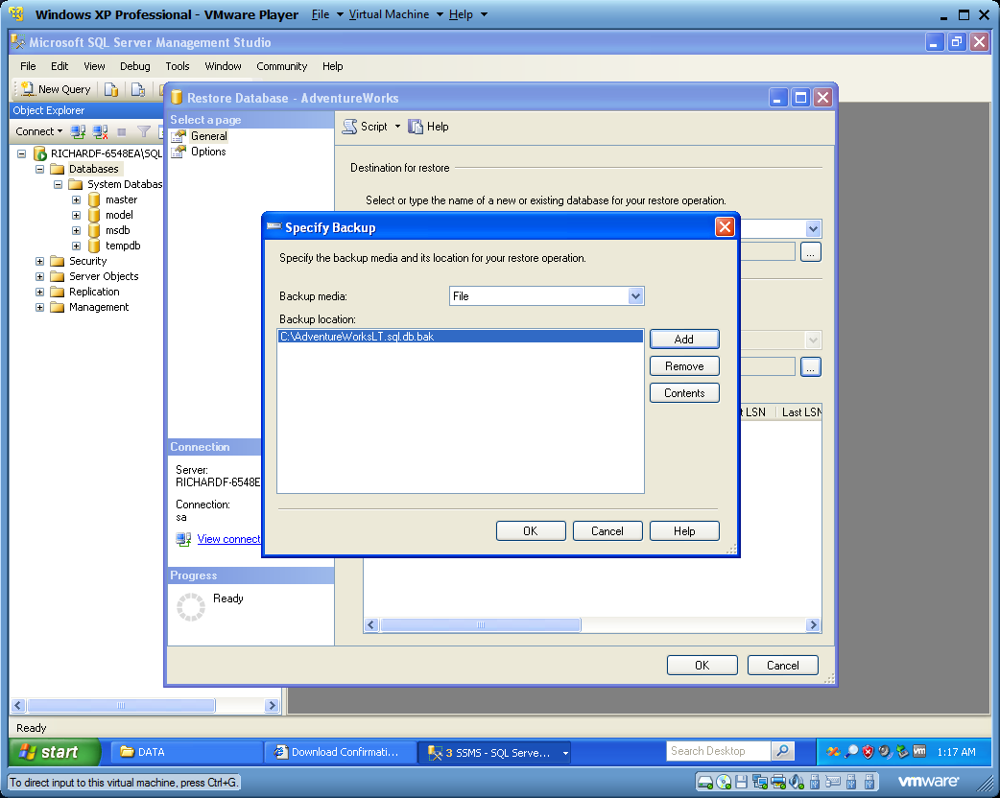 Windows XP Professional - VMware Player File Virtual Machine Help
Microsoft SQL Server Management Studio
File Edit View Debug Tools Window Community Help
New Query
Restore Database - AdventureWorks
Object Explorer
Select a page
Connect
General
Script Help
Options
RICHARDF-6548EA\SQL
Databases
Destination for restore
System Databas
master
Select or type the name of a new or existing database for your restore operation.
model
msdb
tempdb
Security
Server Objects
Replication
Management
Specify Backup
Specify the backup media and its location for your restore operation.
Backup media: File
Backup location:
C:\AdventureWorksLT.sql.db.bak
Add
Remove
Contents
...
...
t LSN Last LSN
Connection
Server:
RICHARDF-6548E
Connection:
sa
View connect
OK Cancel Help
Progress
Ready
OK Cancel
Ready
start DATA Download Confirmati... 3 SSMS - SQL Serve... Search Desktop 1:17 AM
To direct input to this virtual machine, press Ctrl+G. vmware